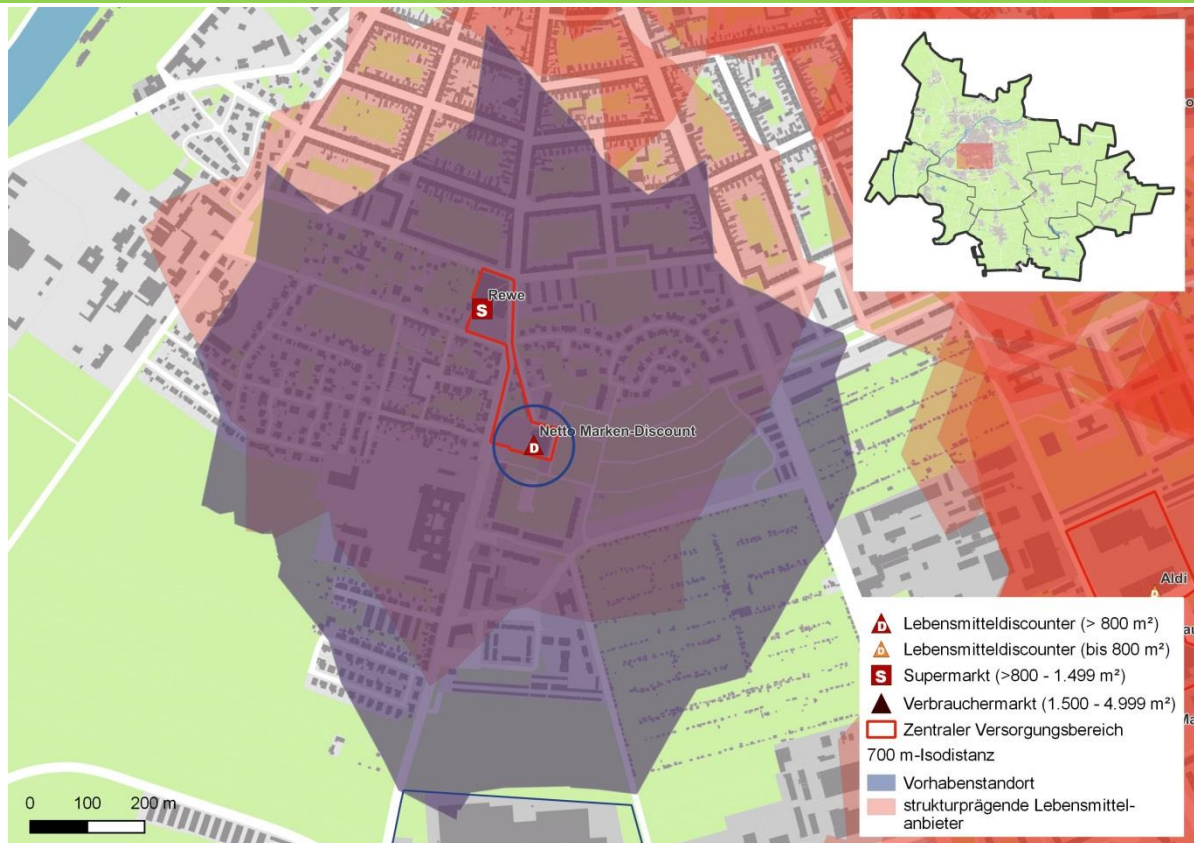 Rewe
S
Netto Marken-Discount
D
Aldi
D Lebensmitteldiscounter (> 800 m²)
D Lebensmitteldiscounter (bis 800 m²)
S Supermarkt (>800 - 1.499 m²)
Verbrauchermarkt (1.500 - 4.999 m²)
Zentraler Versorgungsbereich
700 m-Isodistanz
Vorhabenstandort
strukturprägende Lebensmittel-
anbieter
0 100 200 m